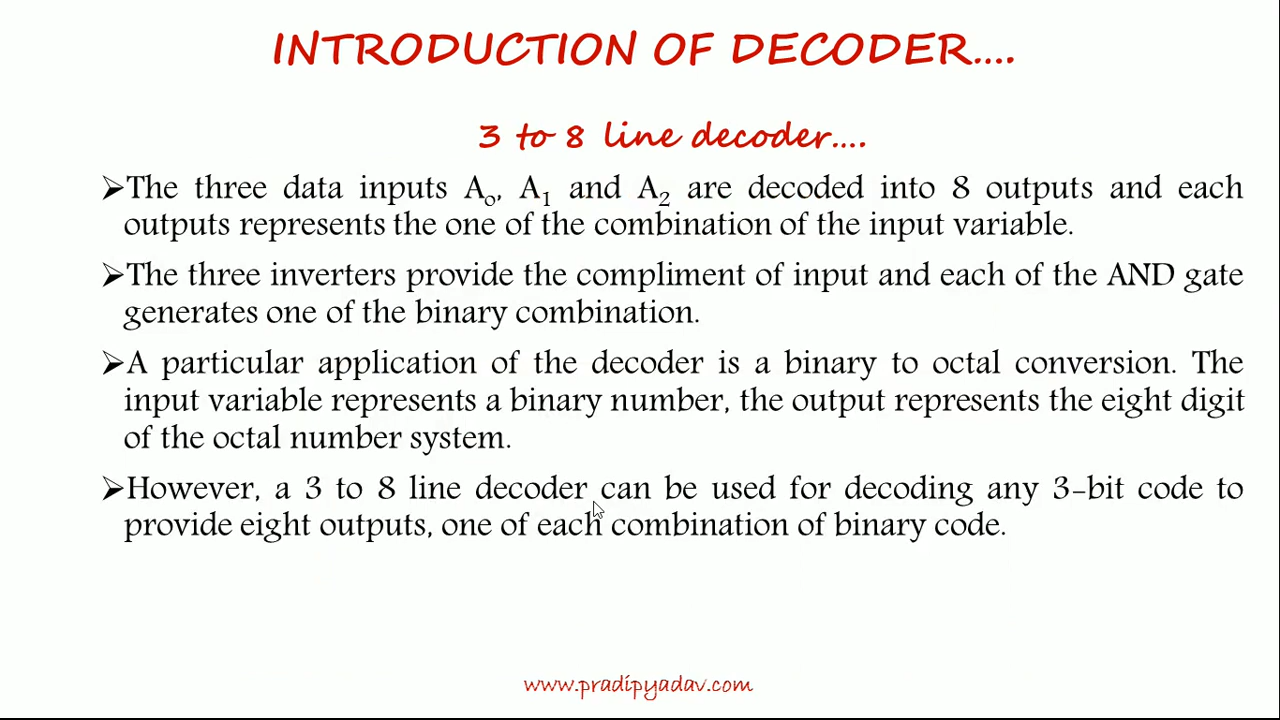 INTRODUCTION OF DECODER....
3 to 8 line decoder....
➢The three data inputs A₀, A₁ and A₂ are decoded into 8 outputs and each
outputs represents the one of the combination of the input variable.
➢The three inverters provide the compliment of input and each of the AND gate
generates one of the binary combination.
➢A particular application of the decoder is a binary to octal conversion. The
input variable represents a binary number, the output represents the eight digit
of the octal number system.
➢However, a 3 to 8 line decoder can be used for decoding any 3-bit code to
provide eight outputs, one of each combination of binary code.
www.pradipyadav.com